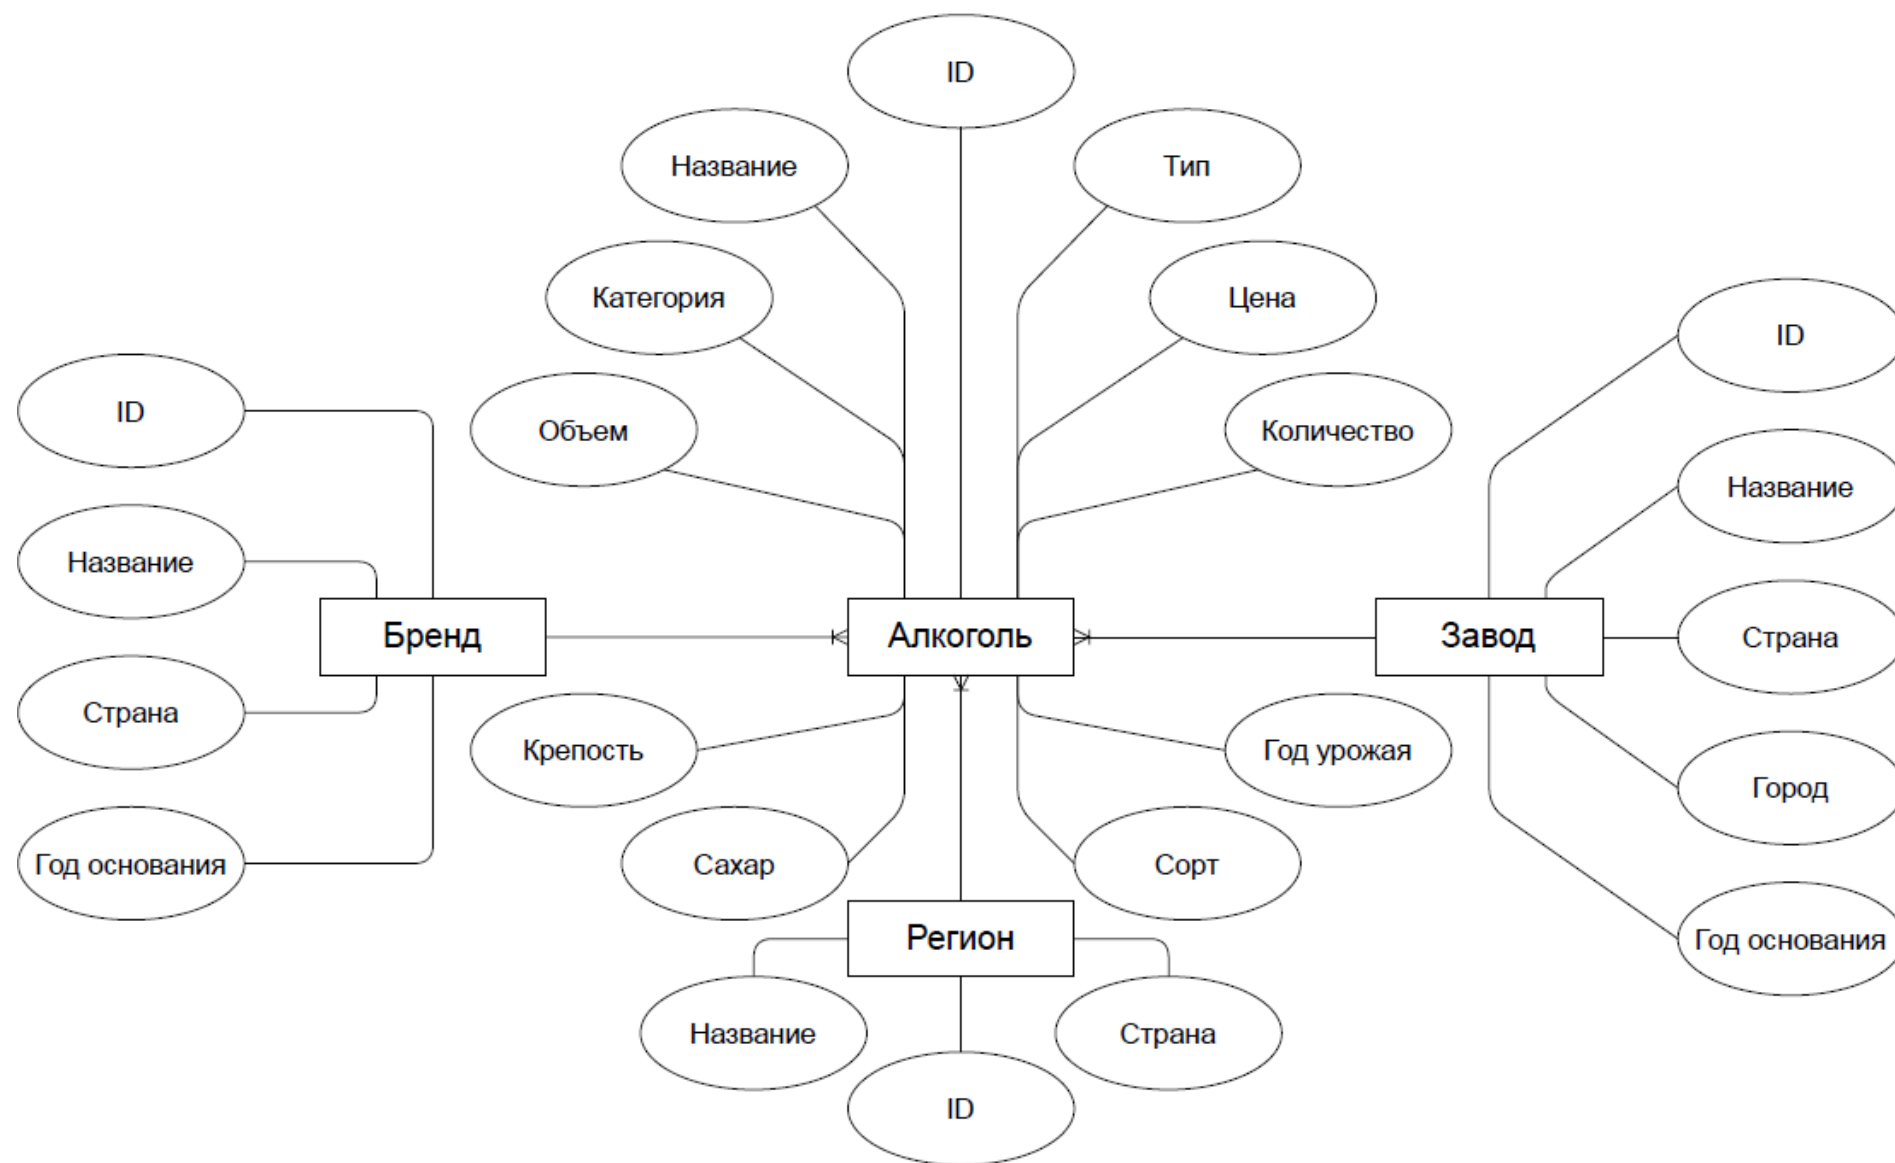 ID
Название
Тип
Категория
Цена
ID
ID
Объем
Количество
Название
Название
Бренд
Алкоголь
Завод
Страна
Страна
Крепость
Год урожая
Город
Год основания
Сахар
Сорт
Регион
Год основания
Название
Страна
ID